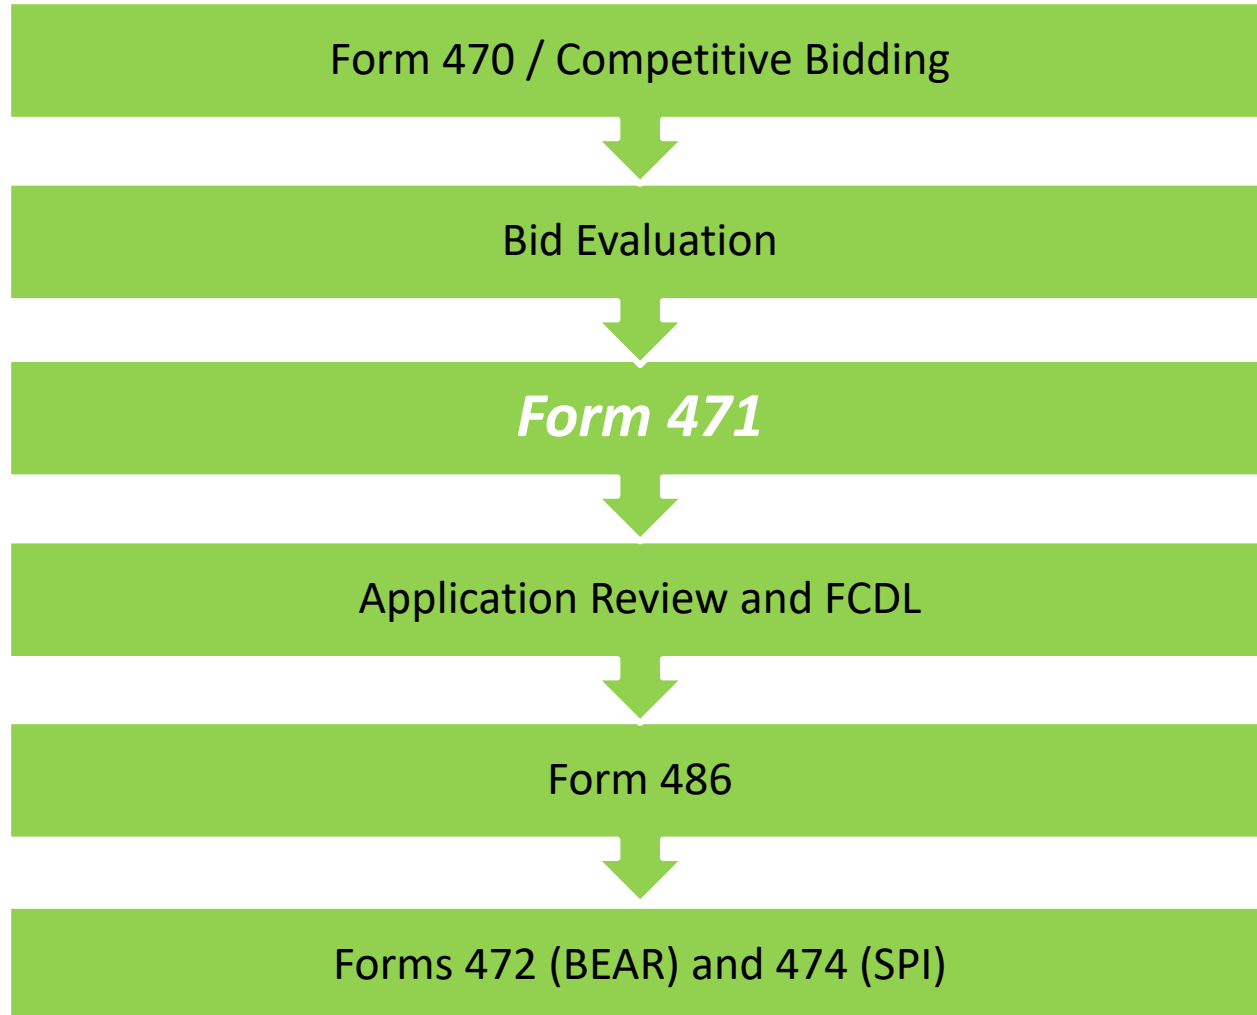 Form 470 / Competitive Bidding
Bid Evaluation
Form 471
Application Review and FCDL
Form 486
Forms 472 (BEAR) and 474 (SPI)